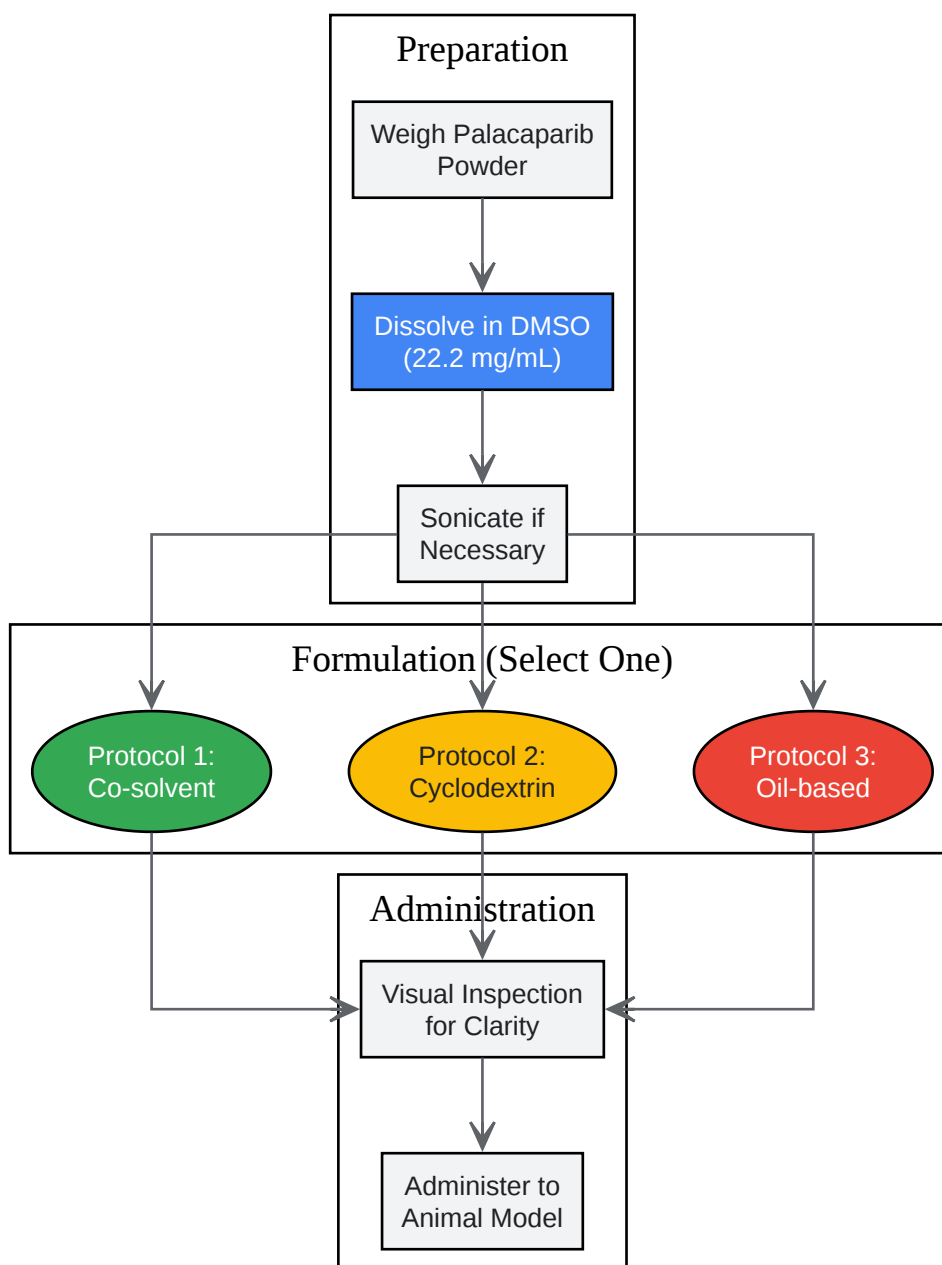 Preparation
Weigh Palacaparib
Powder
Dissolve in DMSO
(22.2 mg/mL)
Sonicate if
Necessary
Formulation (Select One)
Protocol 1:
Co-solvent
Protocol 2:
Cyclodextrin
Protocol 3:
Oil-based
Administration
Visual Inspection
for Clarity
Administer to
Animal Model